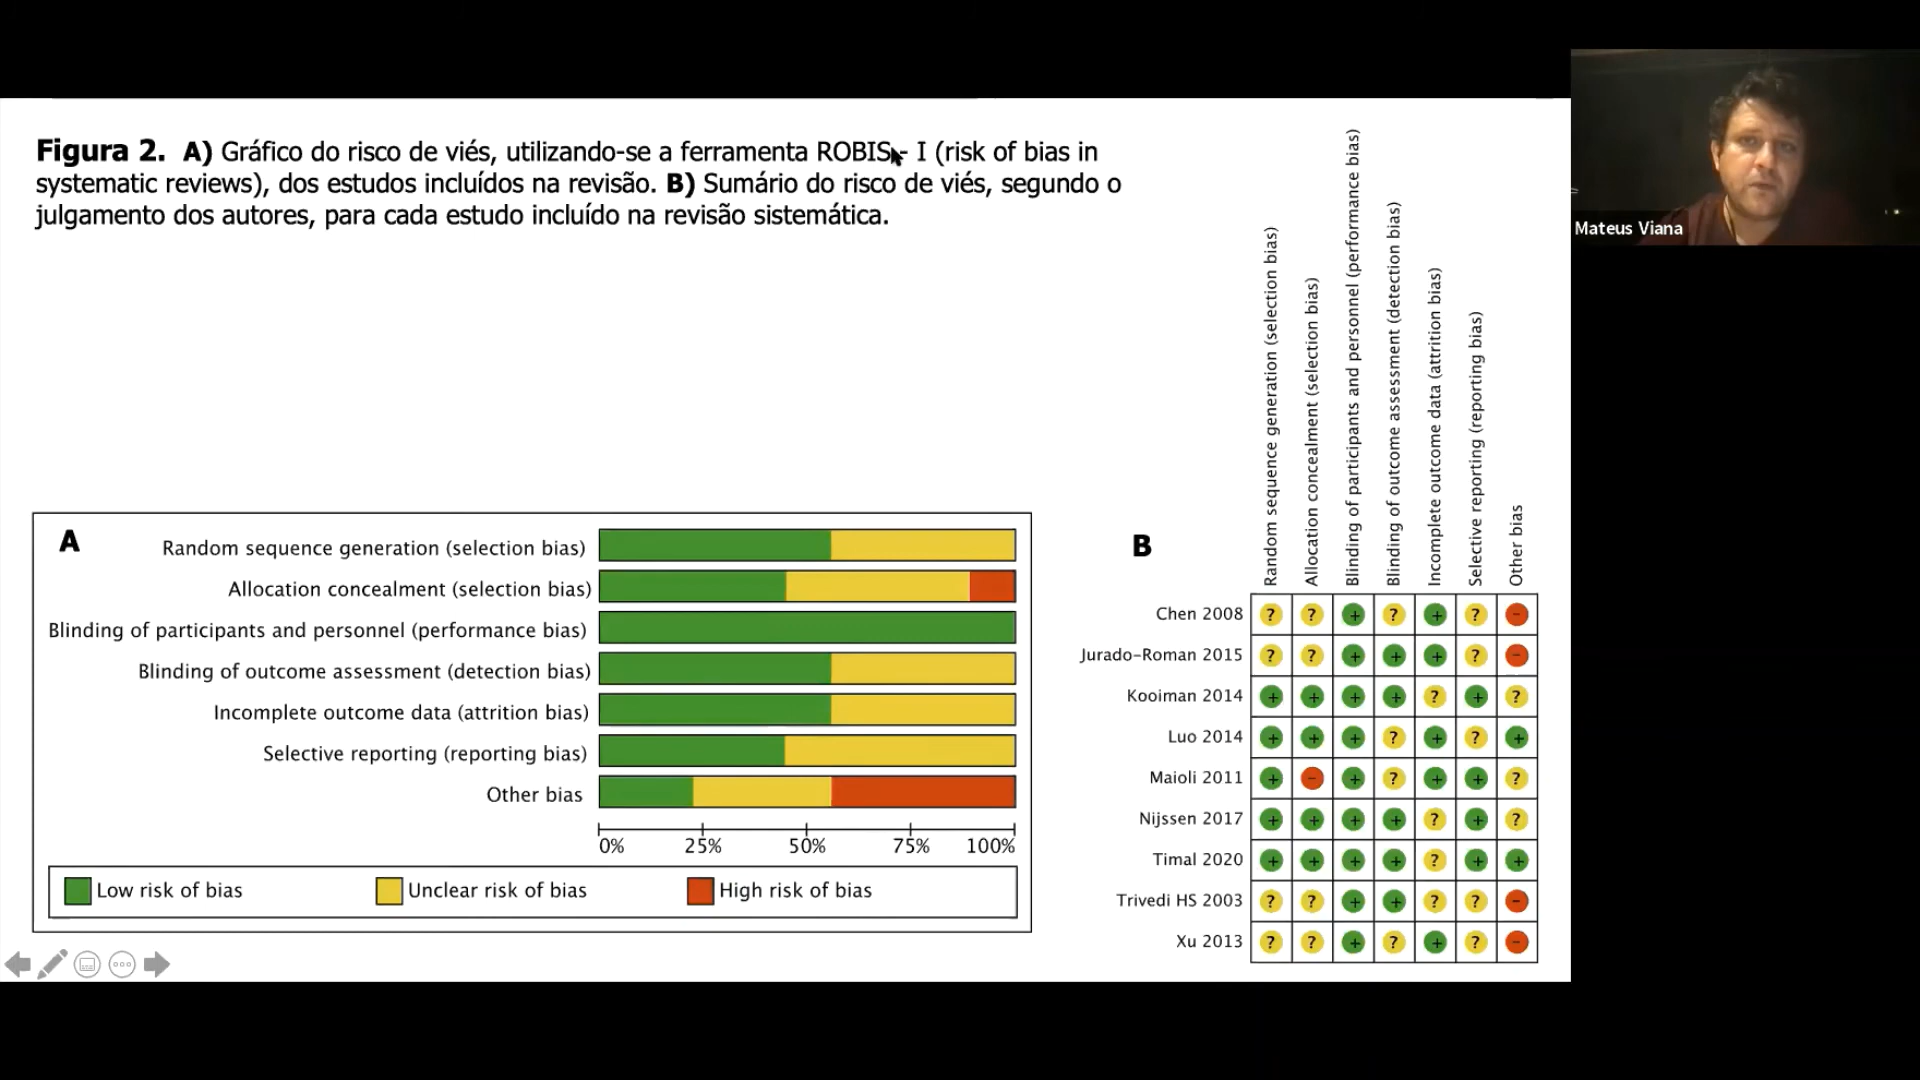 Figura 2. A) Gráfico do risco de viés, utilizando-se a ferramenta ROBIS - I (risk of bias in
systematic reviews), dos estudos incluídos na revisão. B) Sumário do risco de viés, segundo o
julgamento dos autores, para cada estudo incluído na revisão sistemática.
Mateus Viana
A
Random sequence generation (selection bias)
Allocation concealment (selection bias)
Blinding of participants and personnel (performance bias)
Blinding of outcome assessment (detection bias)
Incomplete outcome data (attrition bias)
Selective reporting (reporting bias)
Other bias
0% 25% 50% 75% 100%
Low risk of bias Unclear risk of bias High risk of bias
B
Random sequence generation (selection bias)
Allocation concealment (selection bias)
Blinding of participants and personnel (performance bias)
Blinding of outcome assessment (detection bias)
Incomplete outcome data (attrition bias)
Selective reporting (reporting bias)
Other bias
Chen 2008 ? ? + ? + ? -
Jurado-Roman 2015 ? ? + + + ? -
Kooiman 2014 + + + + ? + ?
Luo 2014 + + + ? + ? +
Maioli 2011 + - + ? + + ?
Nijssen 2017 + + + + ? + ?
Timal 2020 + + + + ? + +
Trivedi HS 2003 ? ? + + ? ? -
Xu 2013 ? ? + ? + ? -